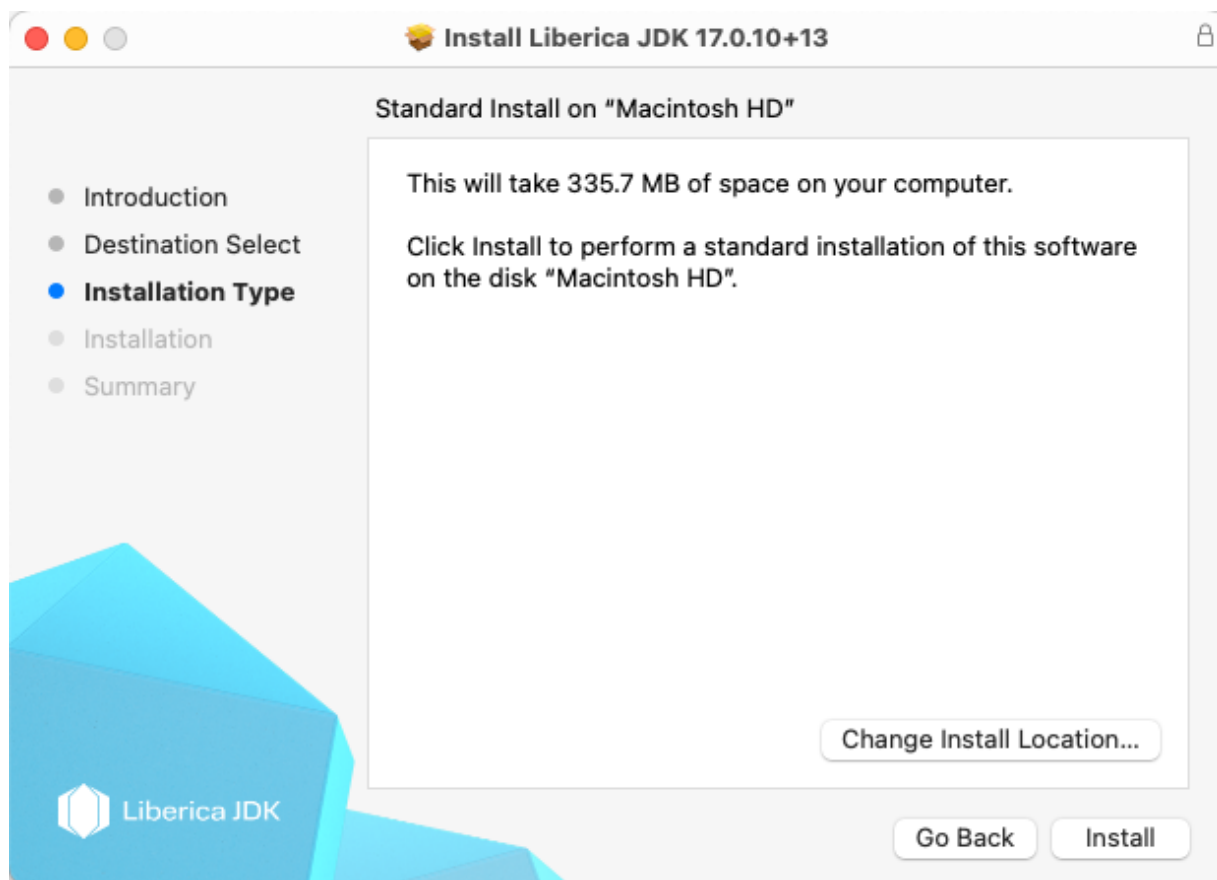 Install Liberica JDK 17.0.10+13
Standard Install on “Macintosh HD”
Introduction
Destination Select
Installation Type
Installation
Summary
This will take 335.7 MB of space on your computer.
Click Install to perform a standard installation of this software
on the disk “Macintosh HD”.
Change Install Location...
Liberica JDK
Go Back
Install